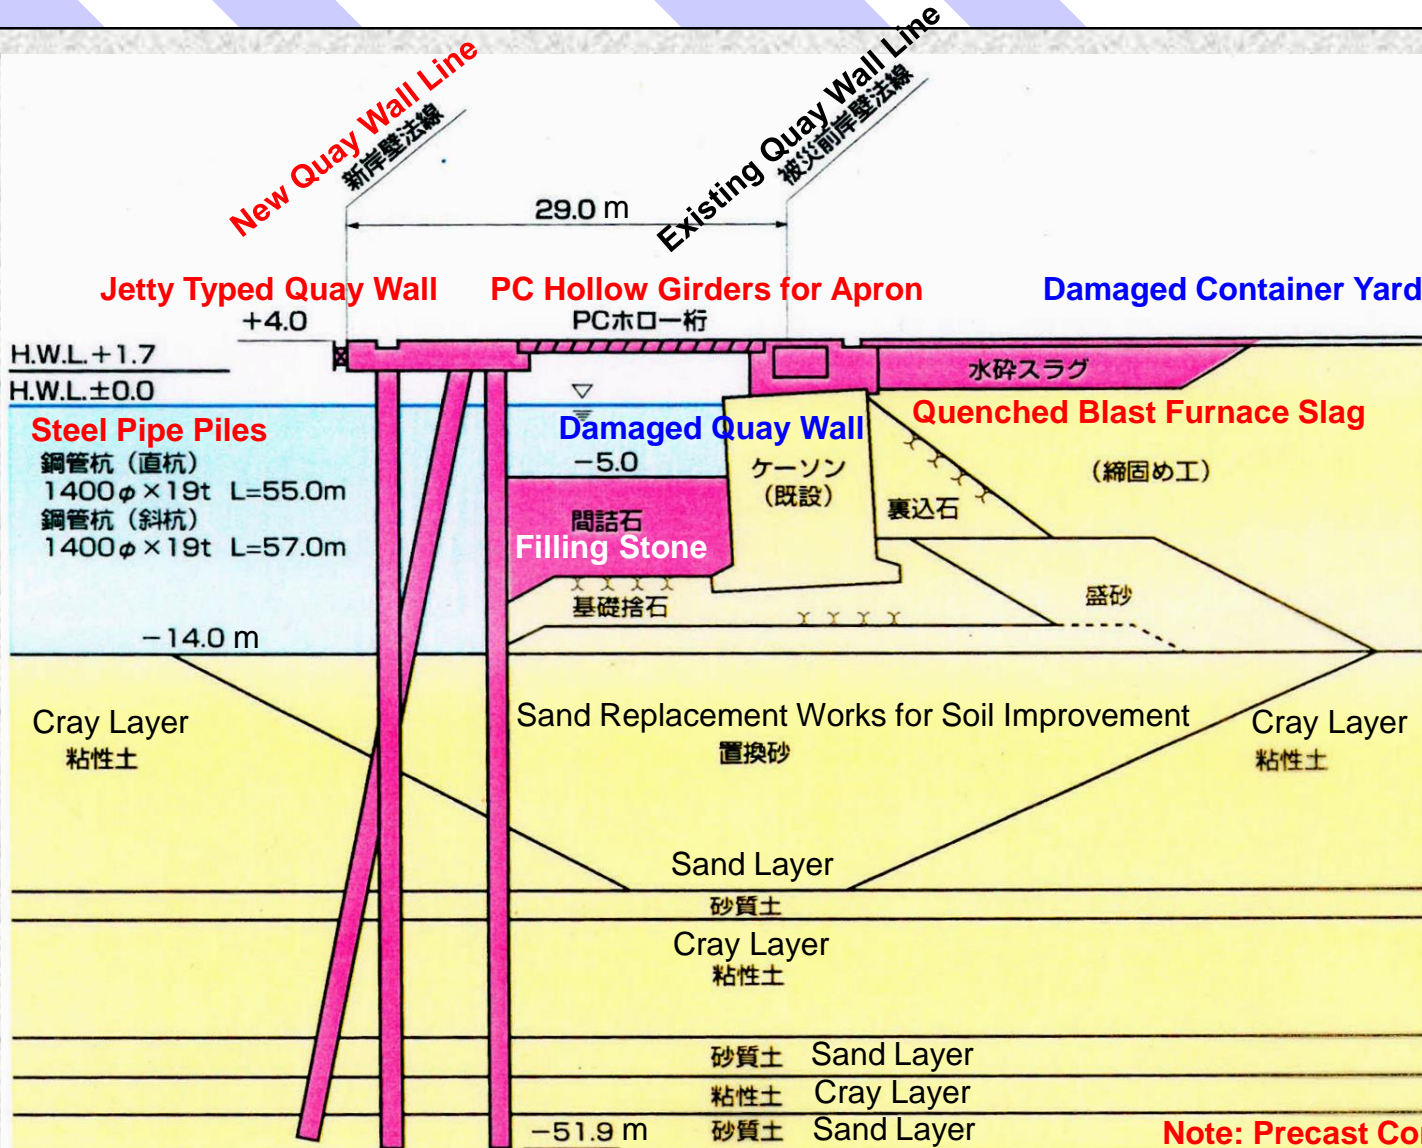 New Quay Wall Line
新岸壁法線
Existing Quay Wall Line
被災前岸壁法線
29.0 m
Jetty Typed Quay Wall
PC Hollow Girders for Apron
Damaged Container Yard
+4.0
PCホロー桁
H.W.L.+1.7
H.W.L.±0.0
水砕スラグ
Steel Pipe Piles
Damaged Quay Wall
Quenched Blast Furnace Slag
鋼管杭（直杭）
1400φ×19t L=55.0m
鋼管杭（斜杭）
1400φ×19t L=57.0m
−5.0
ケーソン
（既設）
（締固め工）
裏込石
間詰石
Filling Stone
基礎捨石
盛砂
−14.0 m
Cray Layer
粘性土
Sand Replacement Works for Soil Improvement
置換砂
Cray Layer
粘性土
Sand Layer
砂質土
Cray Layer
粘性土
砂質土 Sand Layer
粘性土 Cray Layer
−51.9 m
砂質土 Sand Layer
Note: Precast Co